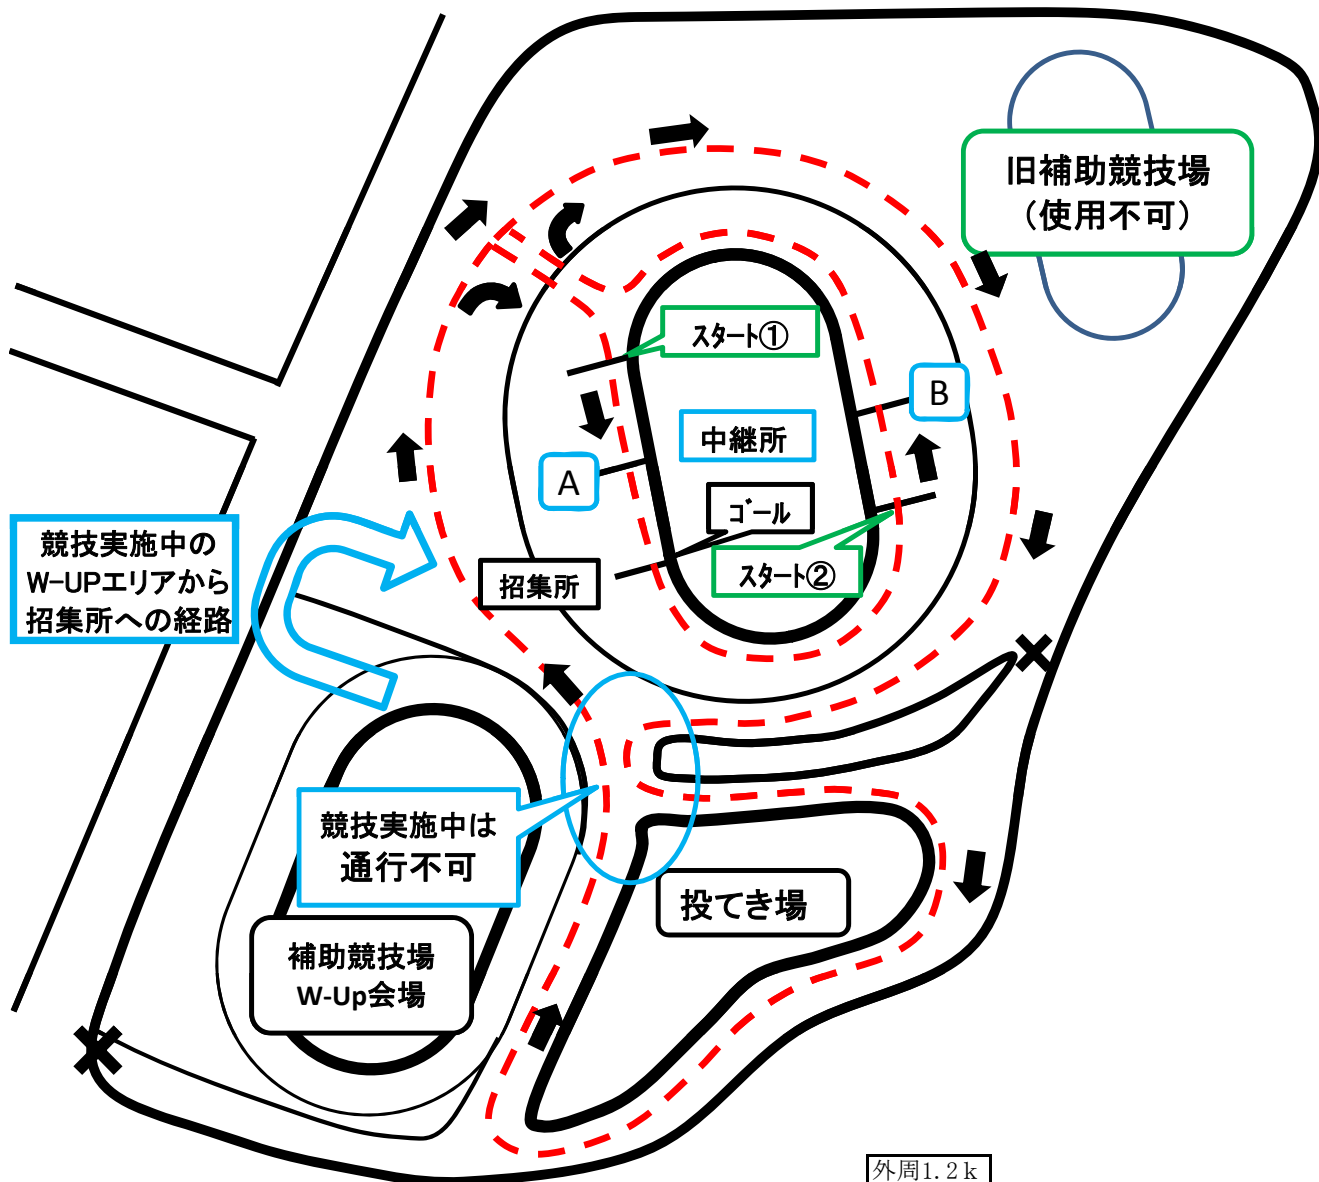 旧補助競技場
（使用不可）
スタート①
B
中継所
A
ゴール
スタート②
招集所
競技実施中の
W-UPエリアから
招集所への経路
競技実施中は
通行不可
投てき場
補助競技場
W-Up会場
外周1.2ｋ